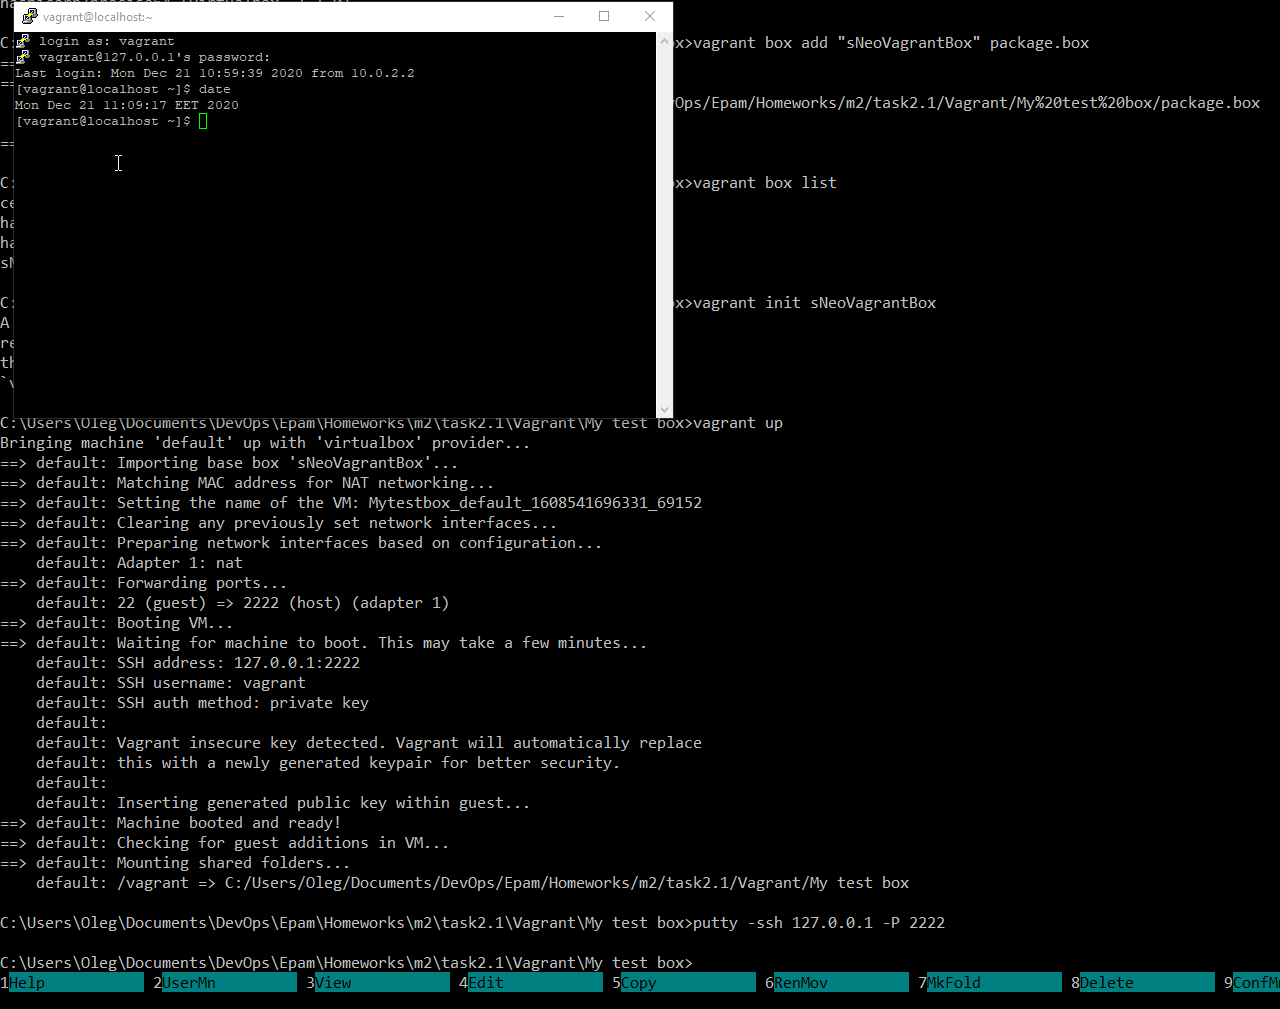 vagrant@localhost:~
login as: vagrant
vagrant@127.0.0.1's password:
Last login: Mon Dec 21 10:59:39 2020 from 10.0.2.2
[vagrant@localhost ~]$ date
Mon Dec 21 11:09:17 EET 2020
[vagrant@localhost ~]$
C:
x>vagrant box add "sNeoVagrantBox" package.box
==
==
Ops/Epam/Homeworks/m2/task2.1/Vagrant/My%20test%20box/package.box
==
C:
x>vagrant box list
ce
ha
ha
sN
C:
x>vagrant init sNeoVagrantBox
A
re
th
`v
C:\Users\Oleg\Documents\DevOps\Epam\Homeworks\m2\task2.1\Vagrant\My test box>vagrant up
Bringing machine 'default' up with 'virtualbox' provider...
==> default: Importing base box 'sNeoVagrantBox'...
==> default: Matching MAC address for NAT networking...
==> default: Setting the name of the VM: Mytestbox_default_1608541696331_69152
==> default: Clearing any previously set network interfaces...
==> default: Preparing network interfaces based on configuration...
default: Adapter 1: nat
==> default: Forwarding ports...
default: 22 (guest) => 2222 (host) (adapter 1)
==> default: Booting VM...
==> default: Waiting for machine to boot. This may take a few minutes...
default: SSH address: 127.0.0.1:2222
default: SSH username: vagrant
default: SSH auth method: private key
default:
default: Vagrant insecure key detected. Vagrant will automatically replace
default: this with a newly generated keypair for better security.
default:
default: Inserting generated public key within guest...
==> default: Machine booted and ready!
==> default: Checking for guest additions in VM...
==> default: Mounting shared folders...
default: /vagrant => C:/Users/Oleg/Documents/DevOps/Epam/Homeworks/m2/task2.1/Vagrant/My test box
C:\Users\Oleg\Documents\DevOps\Epam\Homeworks\m2\task2.1\Vagrant\My test box>putty -ssh 127.0.0.1 -P 2222
C:\Users\Oleg\Documents\DevOps\Epam\Homeworks\m2\task2.1\Vagrant\My test box>
1Help 2UserMn 3View 4Edit 5Copy 6RenMov 7MkFold 8Delete 9ConfM